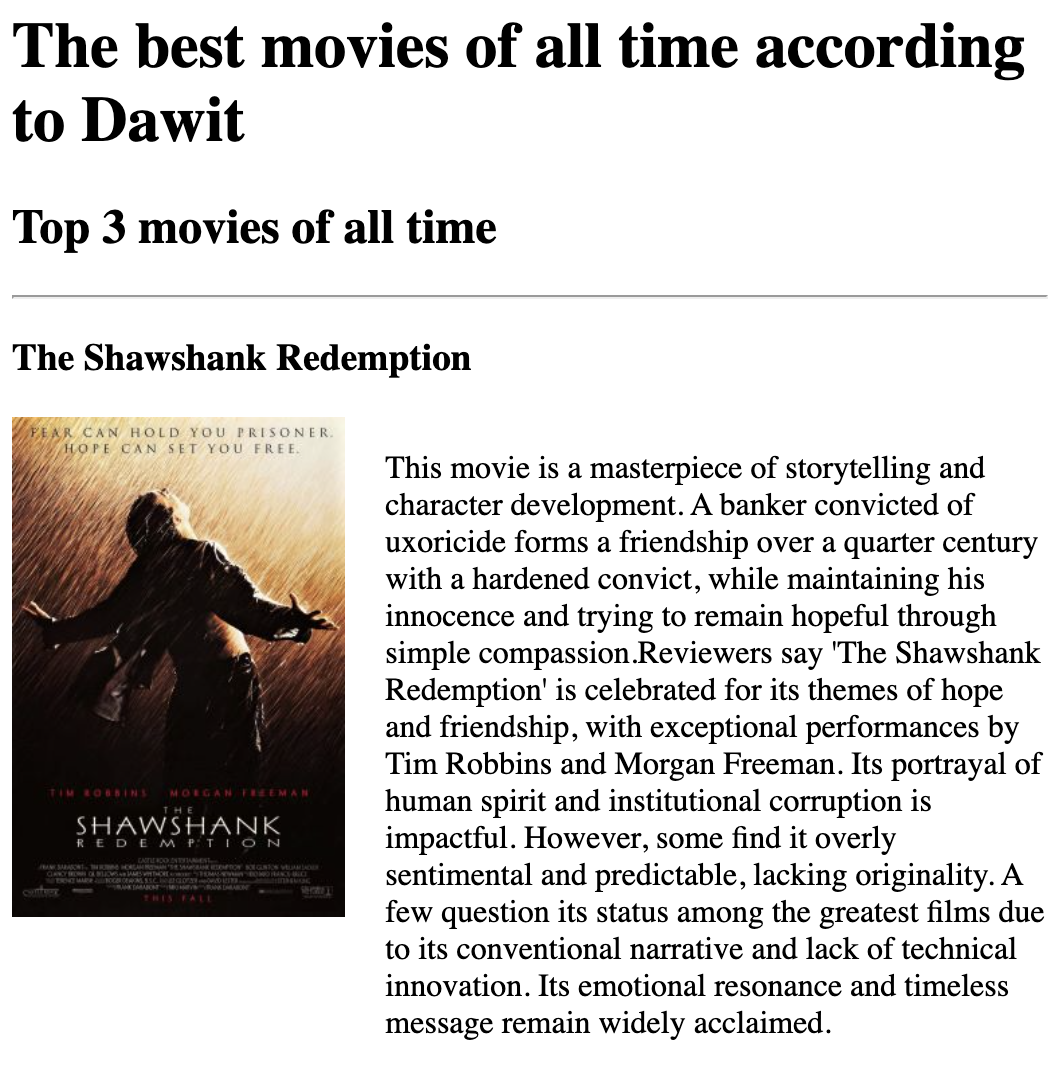 The best movies of all time according
to Dawit
Top 3 movies of all time
The Shawshank Redemption
FEAR CAN HOLD YOU PRISONER.
HOPE CAN SET YOU FREE.
TIM ROBBINS MORGAN FREEMAN
THE
SHAWSHANK
REDEMPTION
THIS FALL
This movie is a masterpiece of storytelling and
character development. A banker convicted of
uxoricide forms a friendship over a quarter century
with a hardened convict, while maintaining his
innocence and trying to remain hopeful through
simple compassion.Reviewers say 'The Shawshank
Redemption' is celebrated for its themes of hope
and friendship, with exceptional performances by
Tim Robbins and Morgan Freeman. Its portrayal of
human spirit and institutional corruption is
impactful. However, some find it overly
sentimental and predictable, lacking originality. A
few question its status among the greatest films due
to its conventional narrative and lack of technical
innovation. Its emotional resonance and timeless
message remain widely acclaimed.